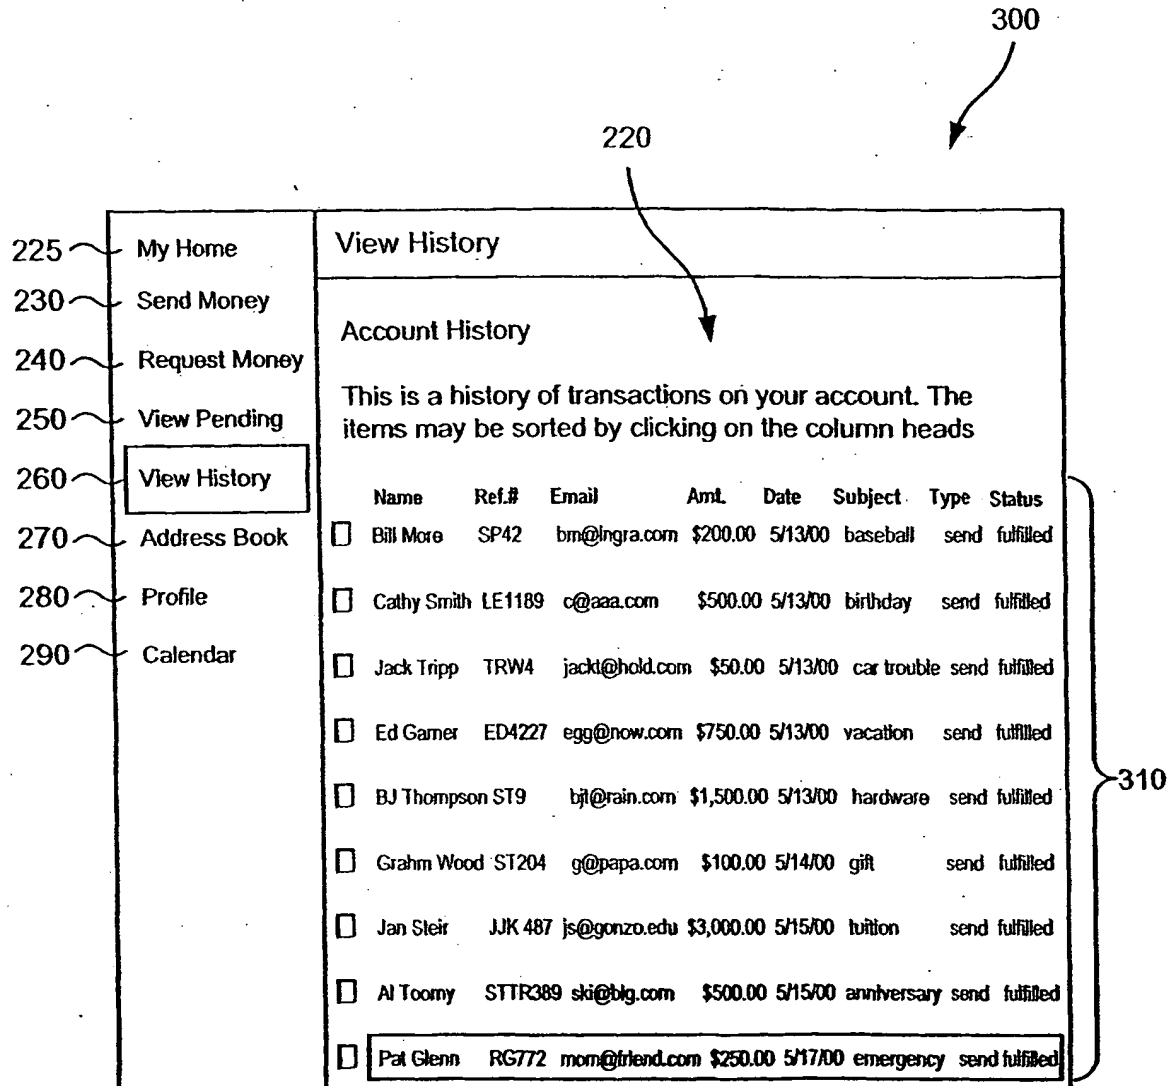 300
220
225 My Home
230 Send Money
240 Request Money
250 View Pending
260 View History
270 Address Book
280 Profile
290 Calendar
View History
Account History
This is a history of transactions on your account. The
items may be sorted by clicking on the column heads
Name Ref.# Email Amt. Date Subject Type Status
Bill More SP42 bm@lngra.com $200.00 5/13/00 baseball send fulfilled
Cathy Smith LE1189 c@aaa.com $500.00 5/13/00 birthday send fulfilled
Jack Tripp TRW4 jackt@hold.com $50.00 5/13/00 car trouble send fulfilled
Ed Garner ED4227 egg@now.com $750.00 5/13/00 vacation send fulfilled
BJ Thompson ST9 bjt@rain.com $1,500.00 5/13/00 hardware send fulfilled
Grahm Wood ST204 g@papa.com $100.00 5/14/00 gift send fulfilled
Jan Steir JJK 487 js@gonzo.edu $3,000.00 5/15/00 tuition send fulfilled
Al Toomy STTR389 ski@blg.com $500.00 5/15/00 anniversary send fulfilled
Pat Glenn RG772 mom@friend.com $250.00 5/17/00 emergency send fulfilled
310